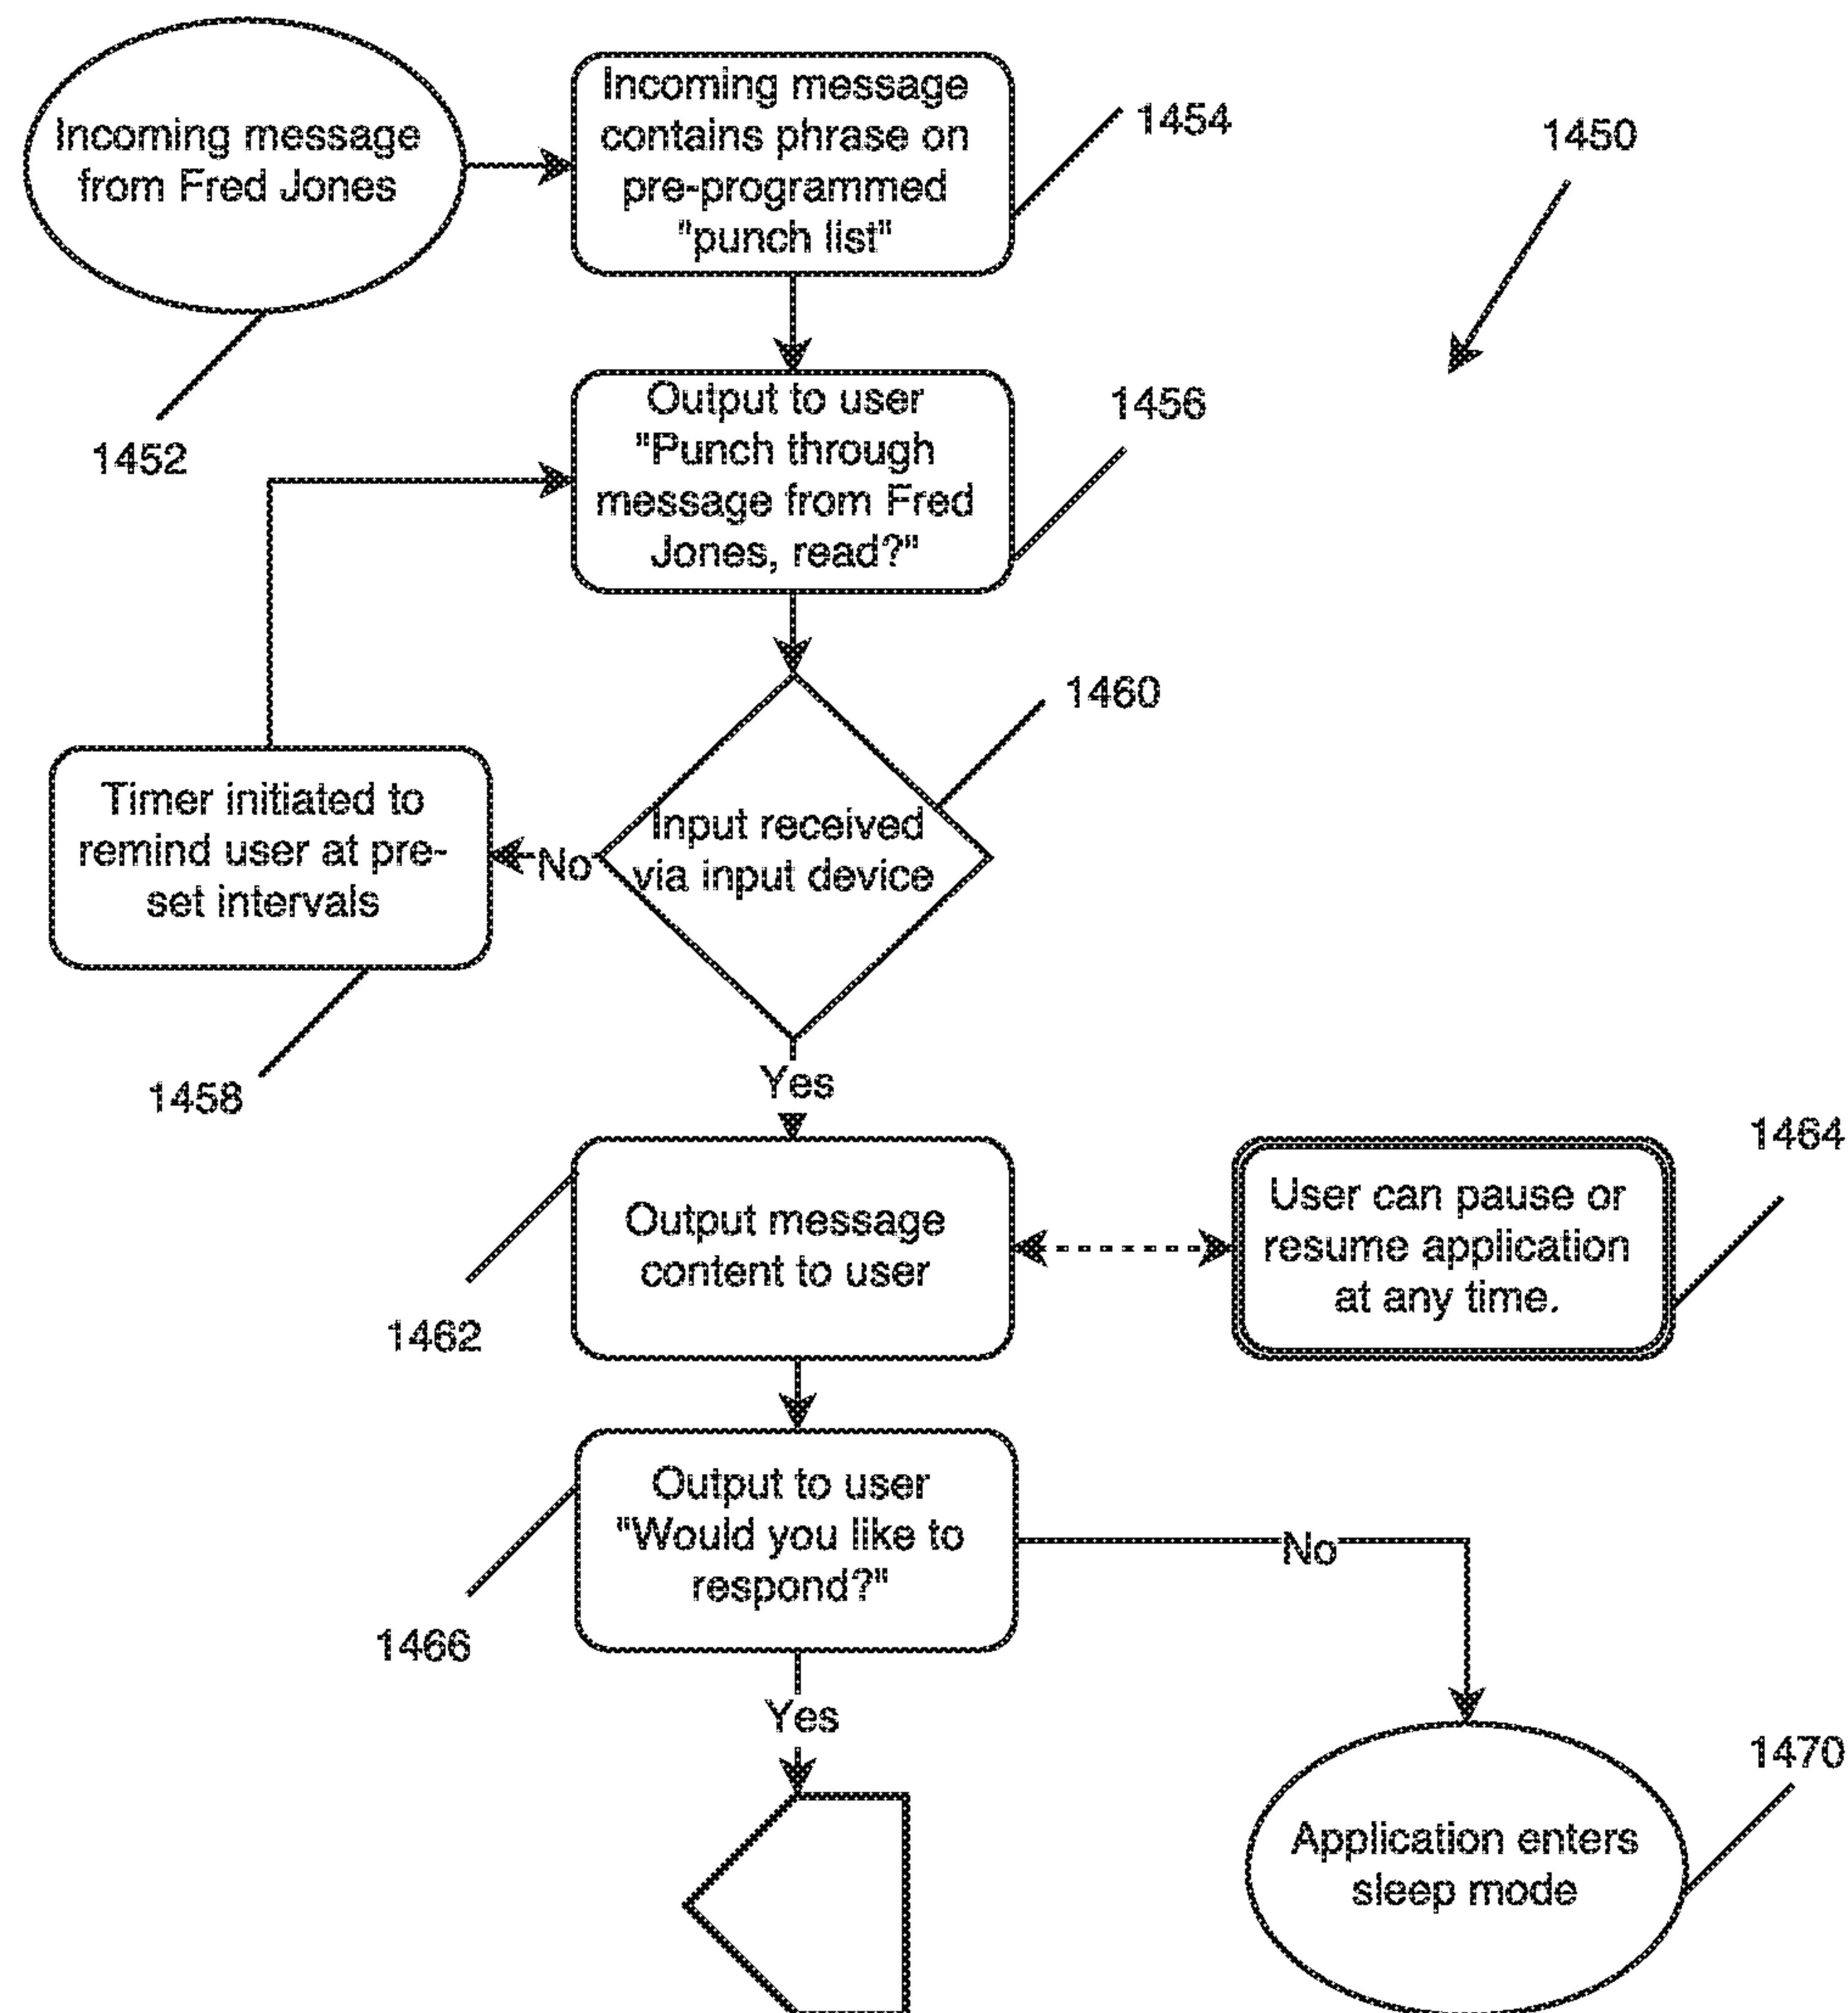 Incoming message
from Fred Jones
Incoming message
contains phrase on
pre-programmed
"punch list"
1454
1450
1452
Output to user
"Punch through
message from Fred
Jones, read?"
1456
1460
Timer initiated to
remind user at pre-
set intervals
No
Input received
via input device
1458
Yes
1464
Output message
content to user
User can pause or
resume application
at any time.
1462
Output to user
"Would you like to
respond?"
No
1466
Yes
1470
Application enters
sleep mode